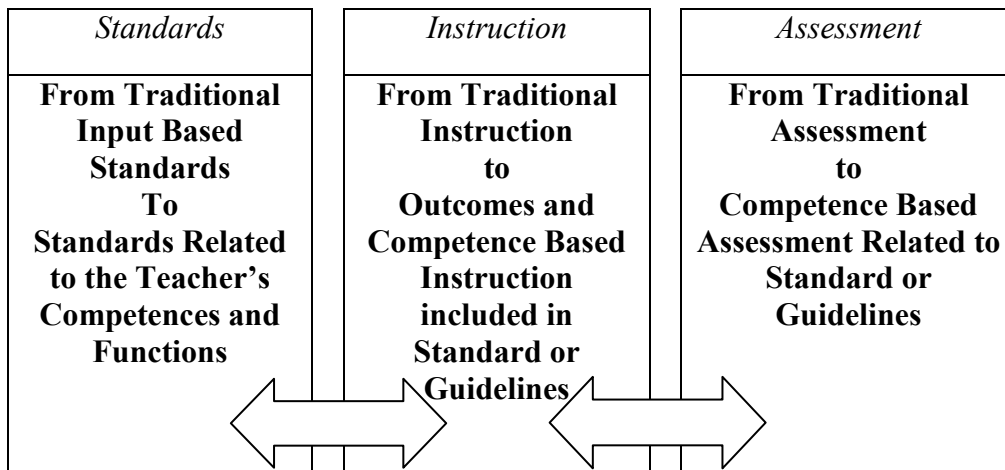 Standards
From Traditional
Input Based
Standards
To
Standards Related
to the Teacher’s
Competences and
Functions
Instruction
From Traditional
Instruction
to
Outcomes and
Competence Based
Instruction
included in
Standard or
Guidelines
Assessment
From Traditional
Assessment
to
Competence Based
Assessment Related to
Standard or
Guidelines